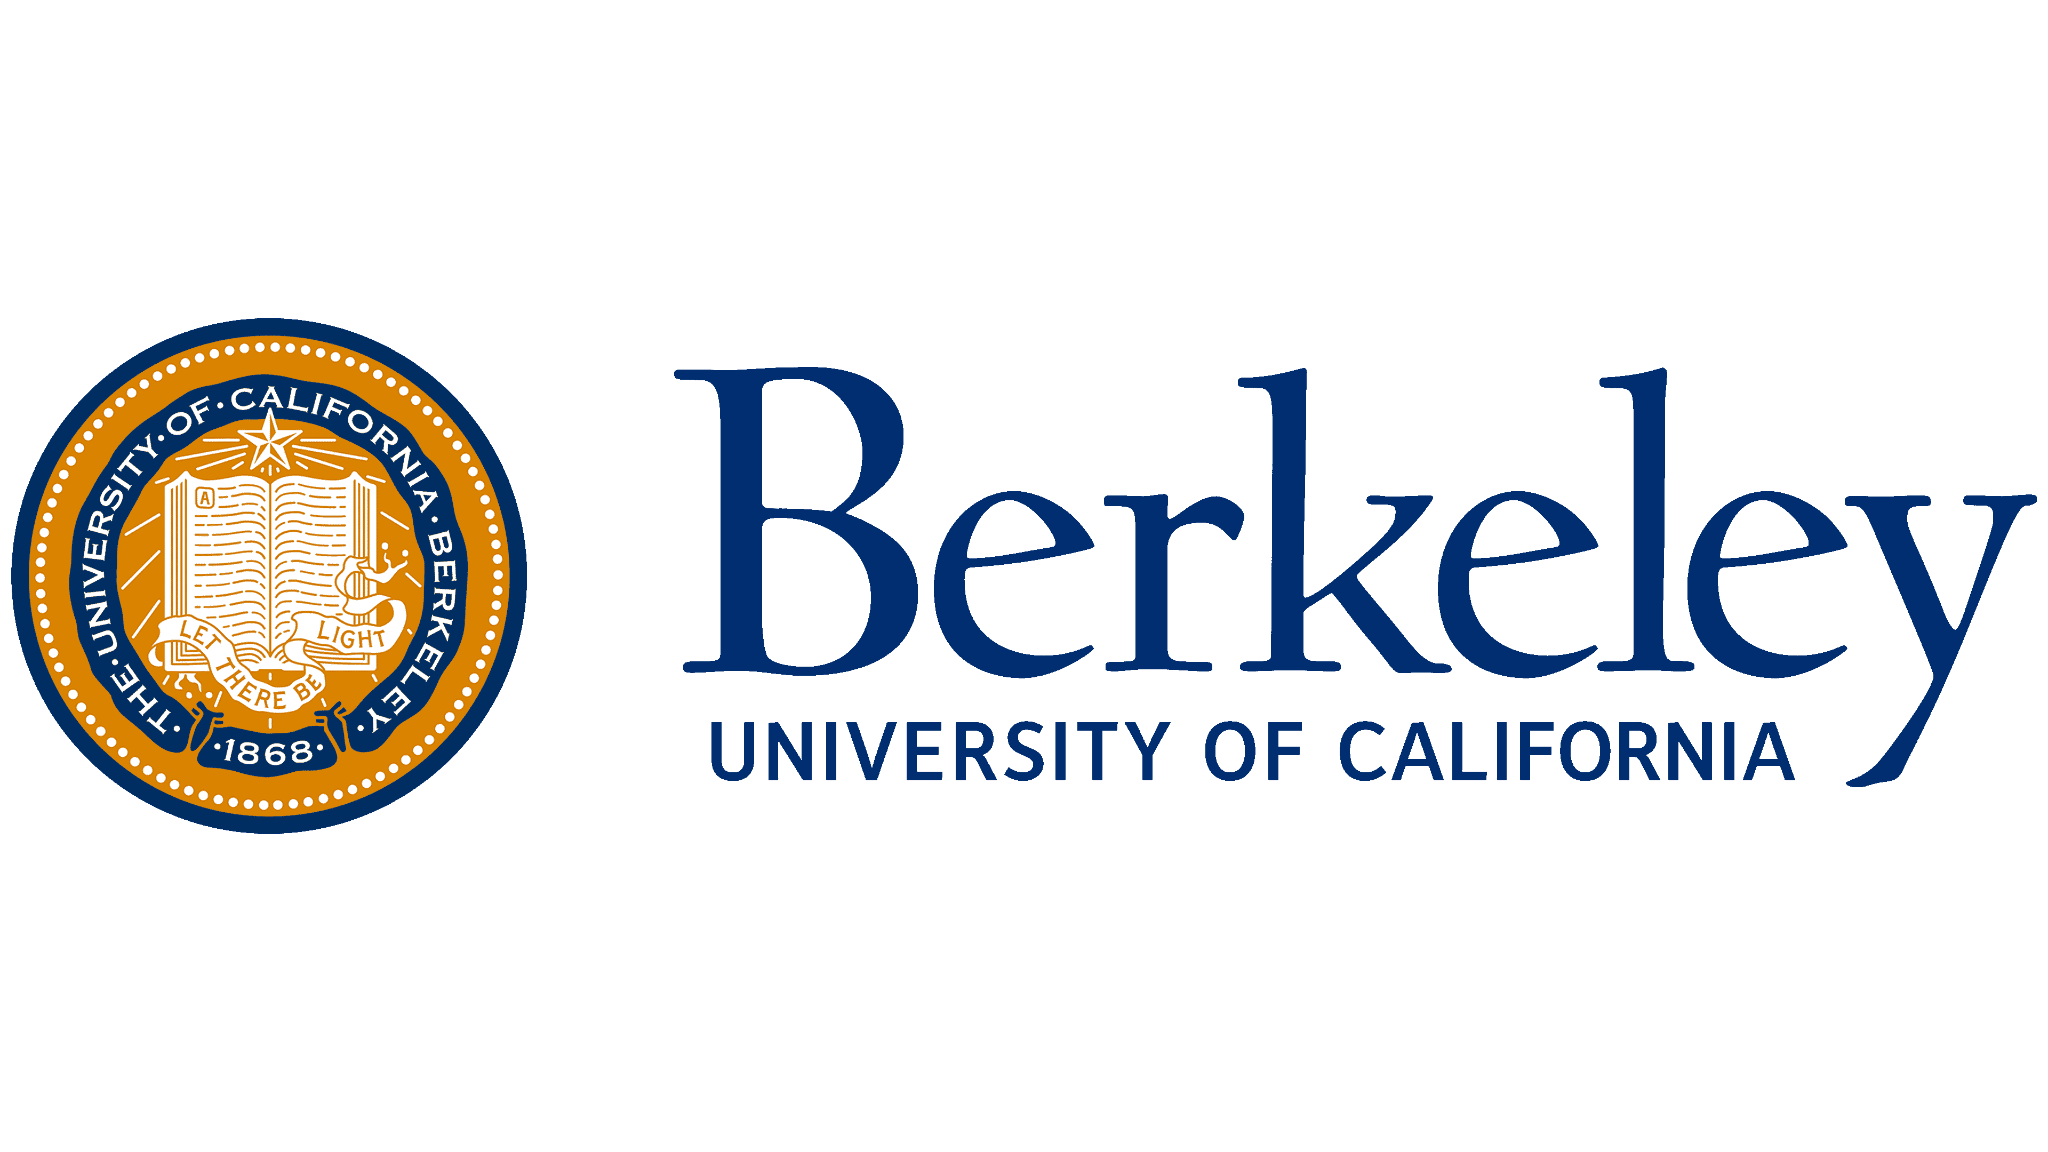 ·THE·UNIVERSITY·OF·CALIFORNIA·BERKELEY·
A
LET THERE BE LIGHT
·1868·
Berkeley
UNIVERSITY OF CALIFORNIA